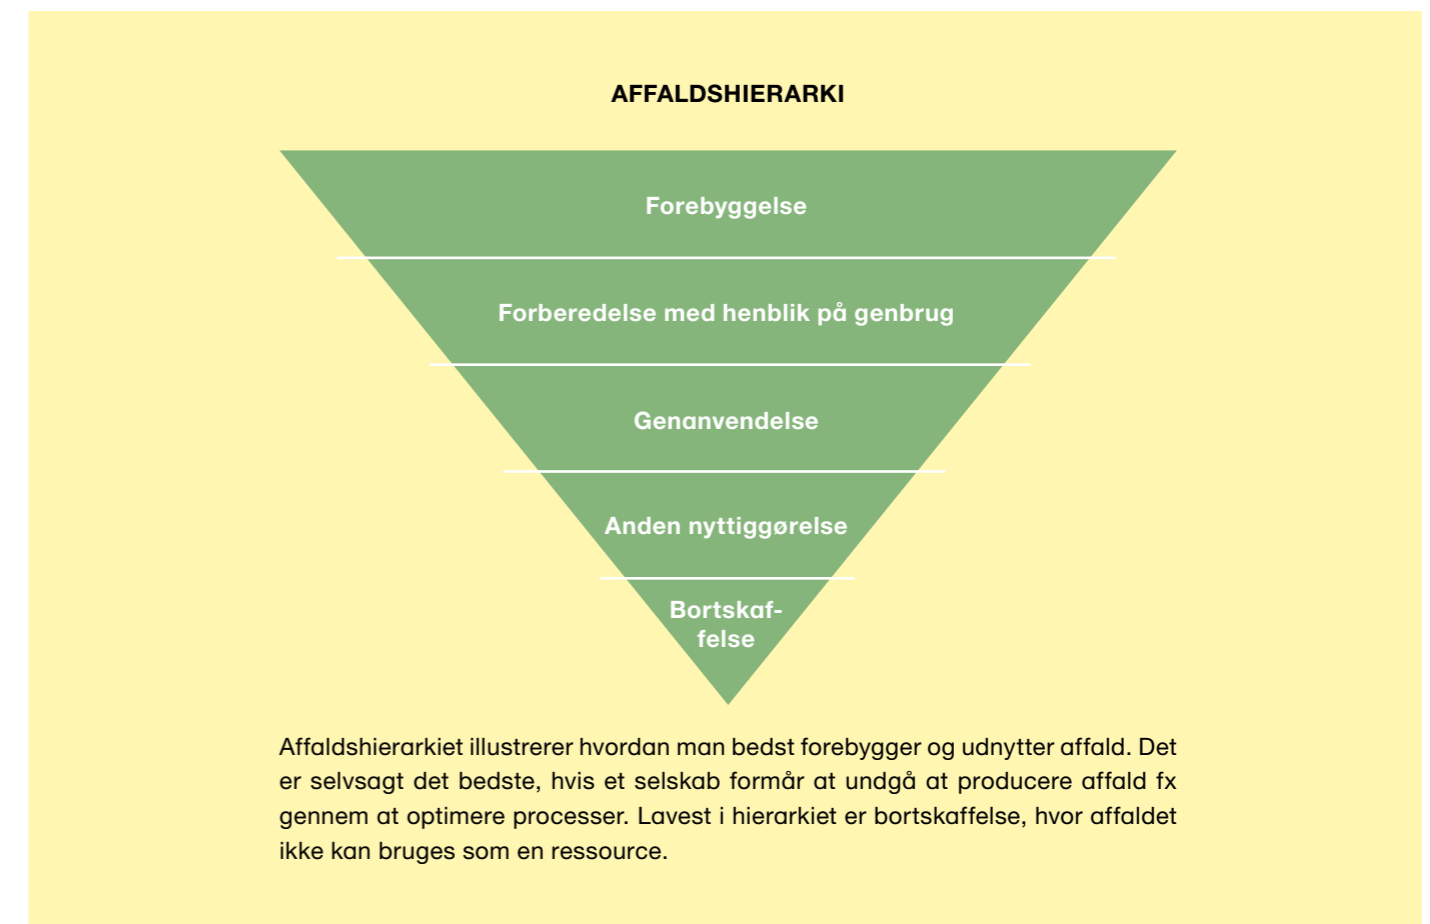 AFFALDSHIERARKI
Forebyggelse
Forberedelse med henblik på genbrug
Genanvendelse
Anden nyttiggørelse
Bortskaf-
felse
Affaldshierarkiet illustrerer hvordan man bedst forebygger og udnytter affald. Det
er selvsagt det bedste, hvis et selskab formår at undgå at producere affald fx
gennem at optimere processer. Lavest i hierarkiet er bortskaffelse, hvor affaldet
ikke kan bruges som en ressource.